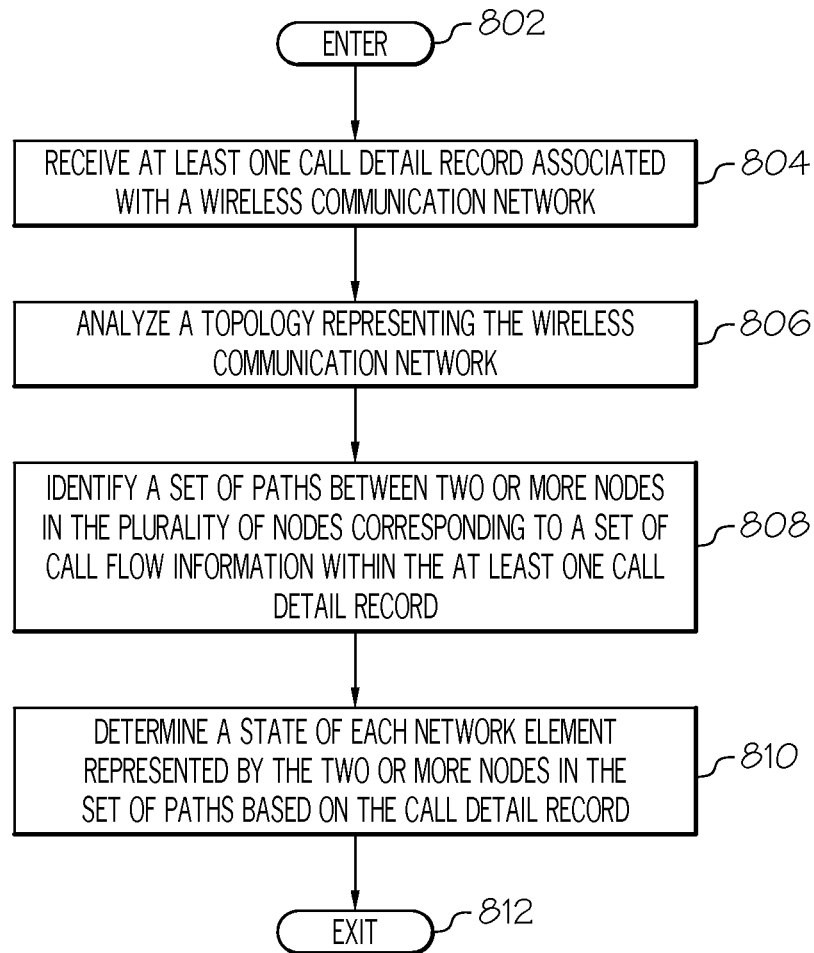 ENTER
802
RECEIVE AT LEAST ONE CALL DETAIL RECORD ASSOCIATED
WITH A WIRELESS COMMUNICATION NETWORK
804
ANALYZE A TOPOLOGY REPRESENTING THE WIRELESS
COMMUNICATION NETWORK
806
IDENTIFY A SET OF PATHS BETWEEN TWO OR MORE NODES
IN THE PLURALITY OF NODES CORRESPONDING TO A SET OF
CALL FLOW INFORMATION WITHIN THE AT LEAST ONE CALL
DETAIL RECORD
808
DETERMINE A STATE OF EACH NETWORK ELEMENT
REPRESENTED BY THE TWO OR MORE NODES IN THE
SET OF PATHS BASED ON THE CALL DETAIL RECORD
810
EXIT
812